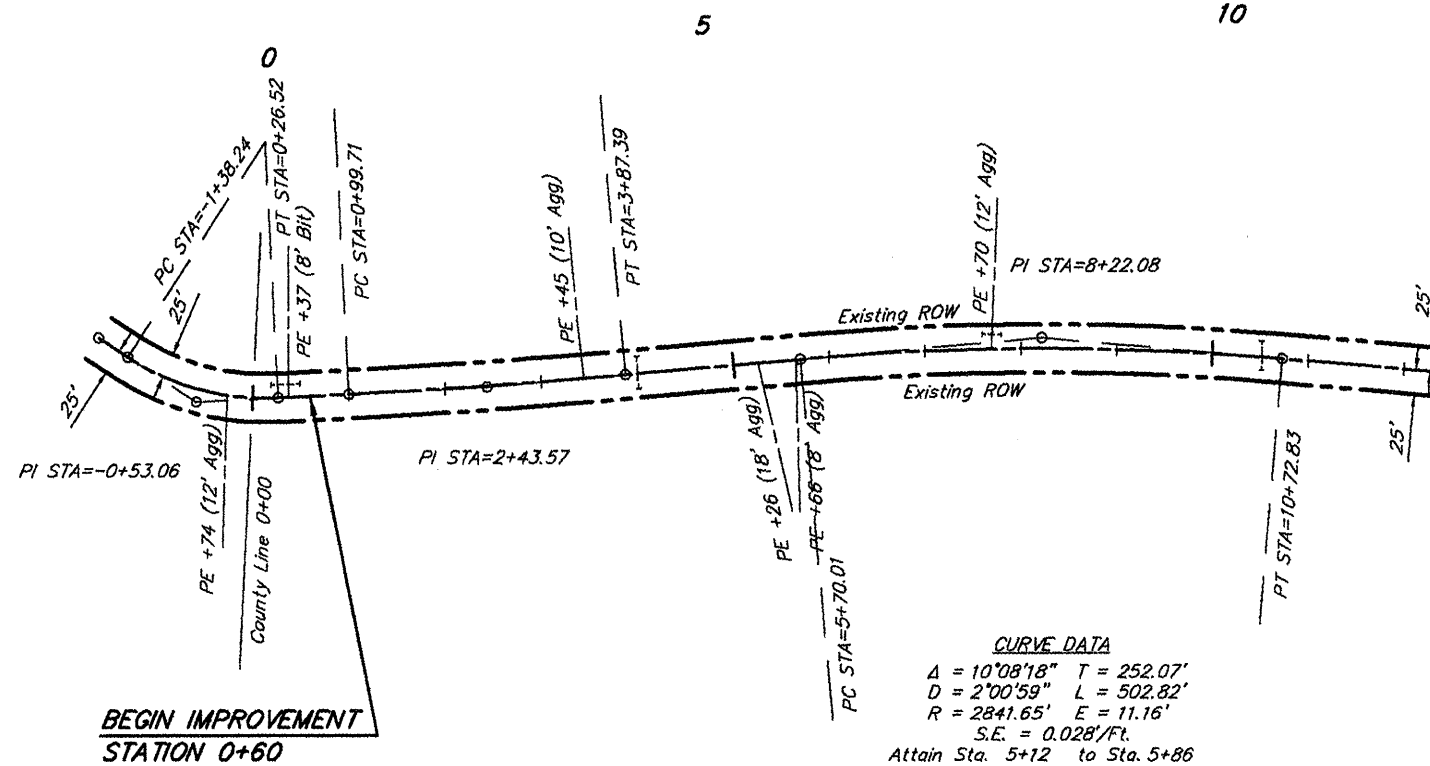 0
5
10
PC STA=-1+38.24
PT STA=0+26.52
PE +37 (8' Bit)
PC STA=0+99.71
PE +45 (10' Agg)
PT STA=3+87.39
PE +70 (12' Agg)
PI STA=8+22.08
25'
25'
Existing ROW
Existing ROW
25'
25'
PI STA=-0+53.06
PE +74 (12' Agg)
County Line 0+00
PI STA=2+43.57
PE +26 (18' Agg)
PE +68 (8' Agg)
PC STA=5+70.01
PT STA=10+72.83
BEGIN IMPROVEMENT
STATION 0+60
CURVE DATA
Δ = 10°08'18" T = 252.07'
D = 2°00'59" L = 502.82'
R = 2841.65' E = 11.16'
S.E. = 0.028'/Ft.
Attain Sta. 5+12 to Sta. 5+86